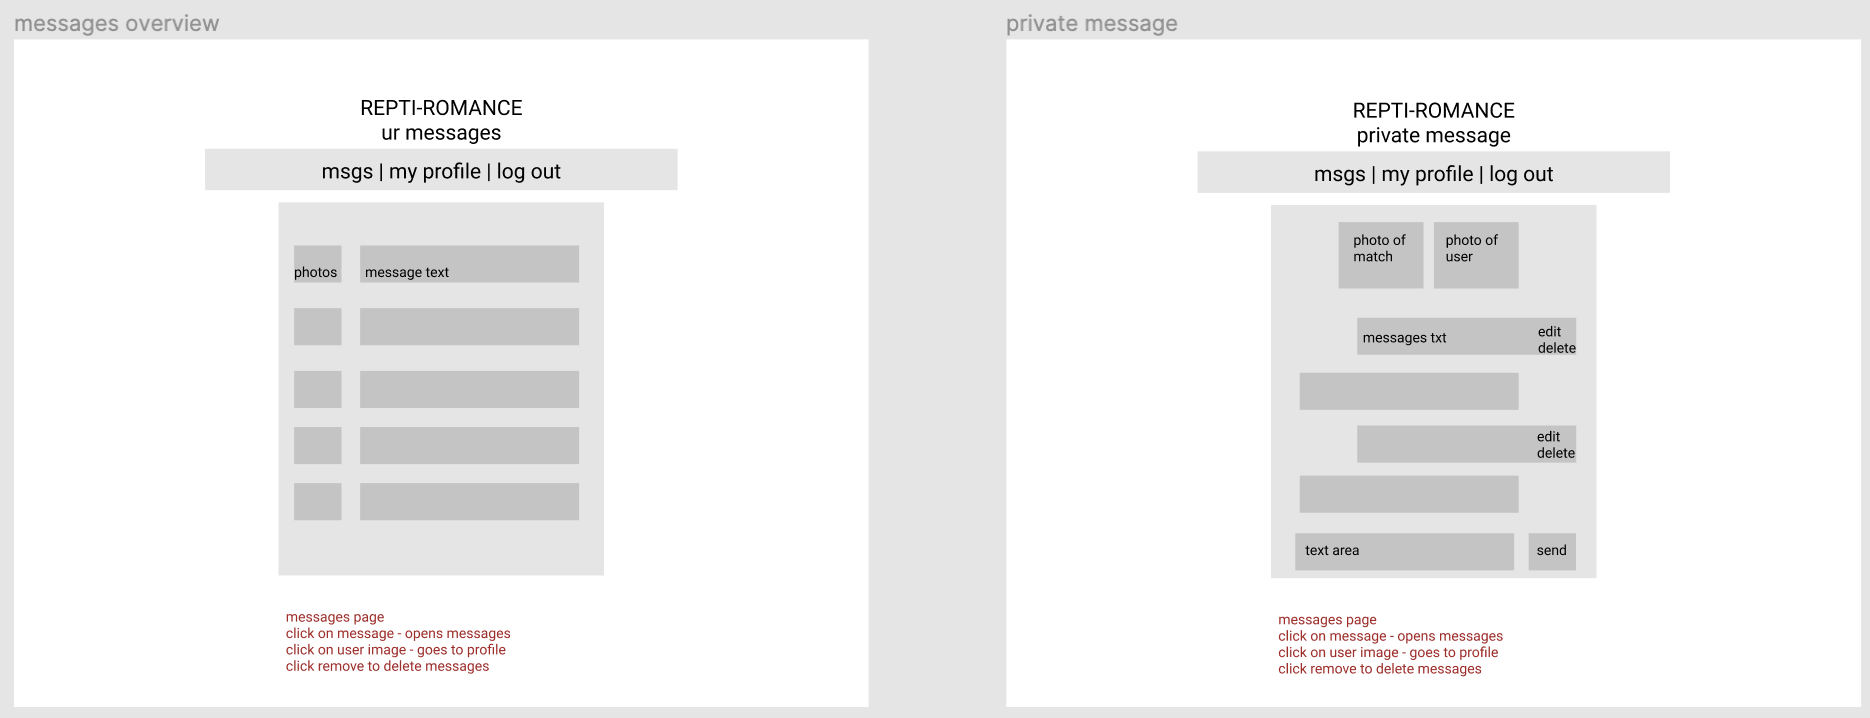 messages overview
REPTI-ROMANCE
ur messages
msgs | my profile | log out
photos
message text
messages page
click on message - opens messages
click on user image - goes to profile
click remove to delete messages
private message
REPTI-ROMANCE
private message
msgs | my profile | log out
photo of
match
photo of
user
messages txt
edit
delete
edit
delete
text area
send
messages page
click on message - opens messages
click on user image - goes to profile
click remove to delete messages